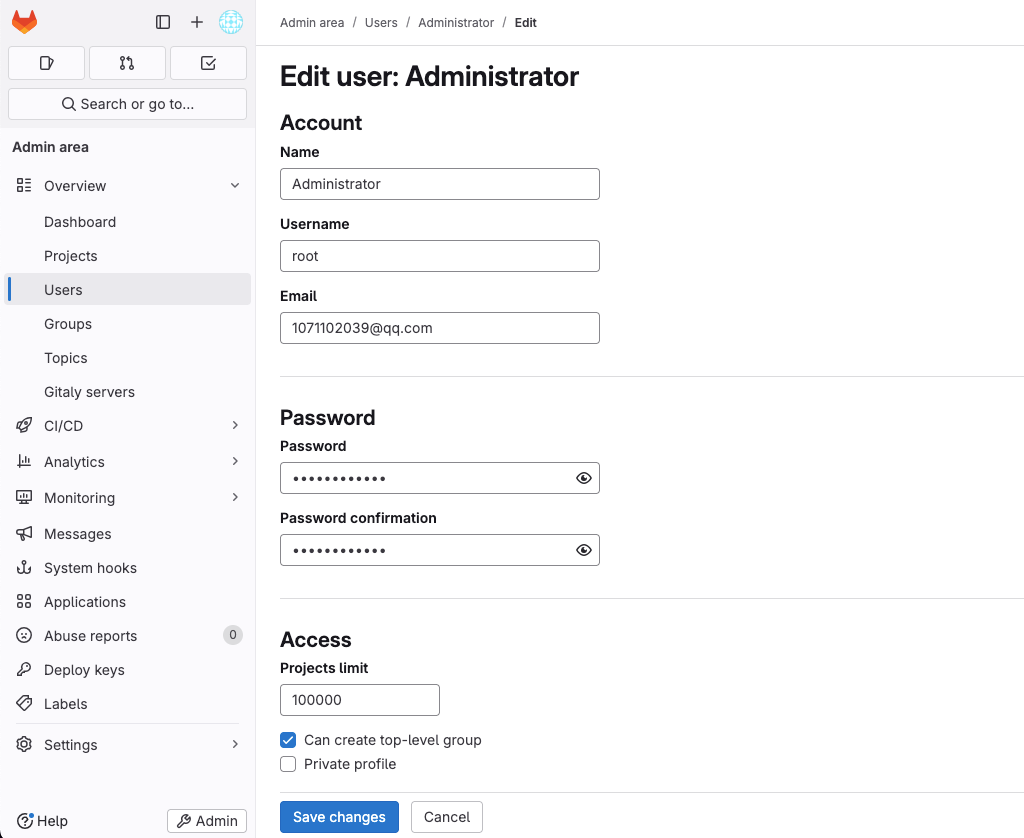 Admin area / Users / Administrator / Edit
Search or go to...
Admin area
Overview
Dashboard
Projects
Users
Groups
Topics
Gitaly servers
CI/CD
Analytics
Monitoring
Messages
System hooks
Applications
Abuse reports 0
Deploy keys
Labels
Settings
Help
Admin
Edit user: Administrator
Account
Name
Administrator
Username
root
Email
1071102039@qq.com
Password
Password
••••••••••••
Password confirmation
••••••••••••
Access
Projects limit
100000
Can create top-level group
Private profile
Save changes Cancel